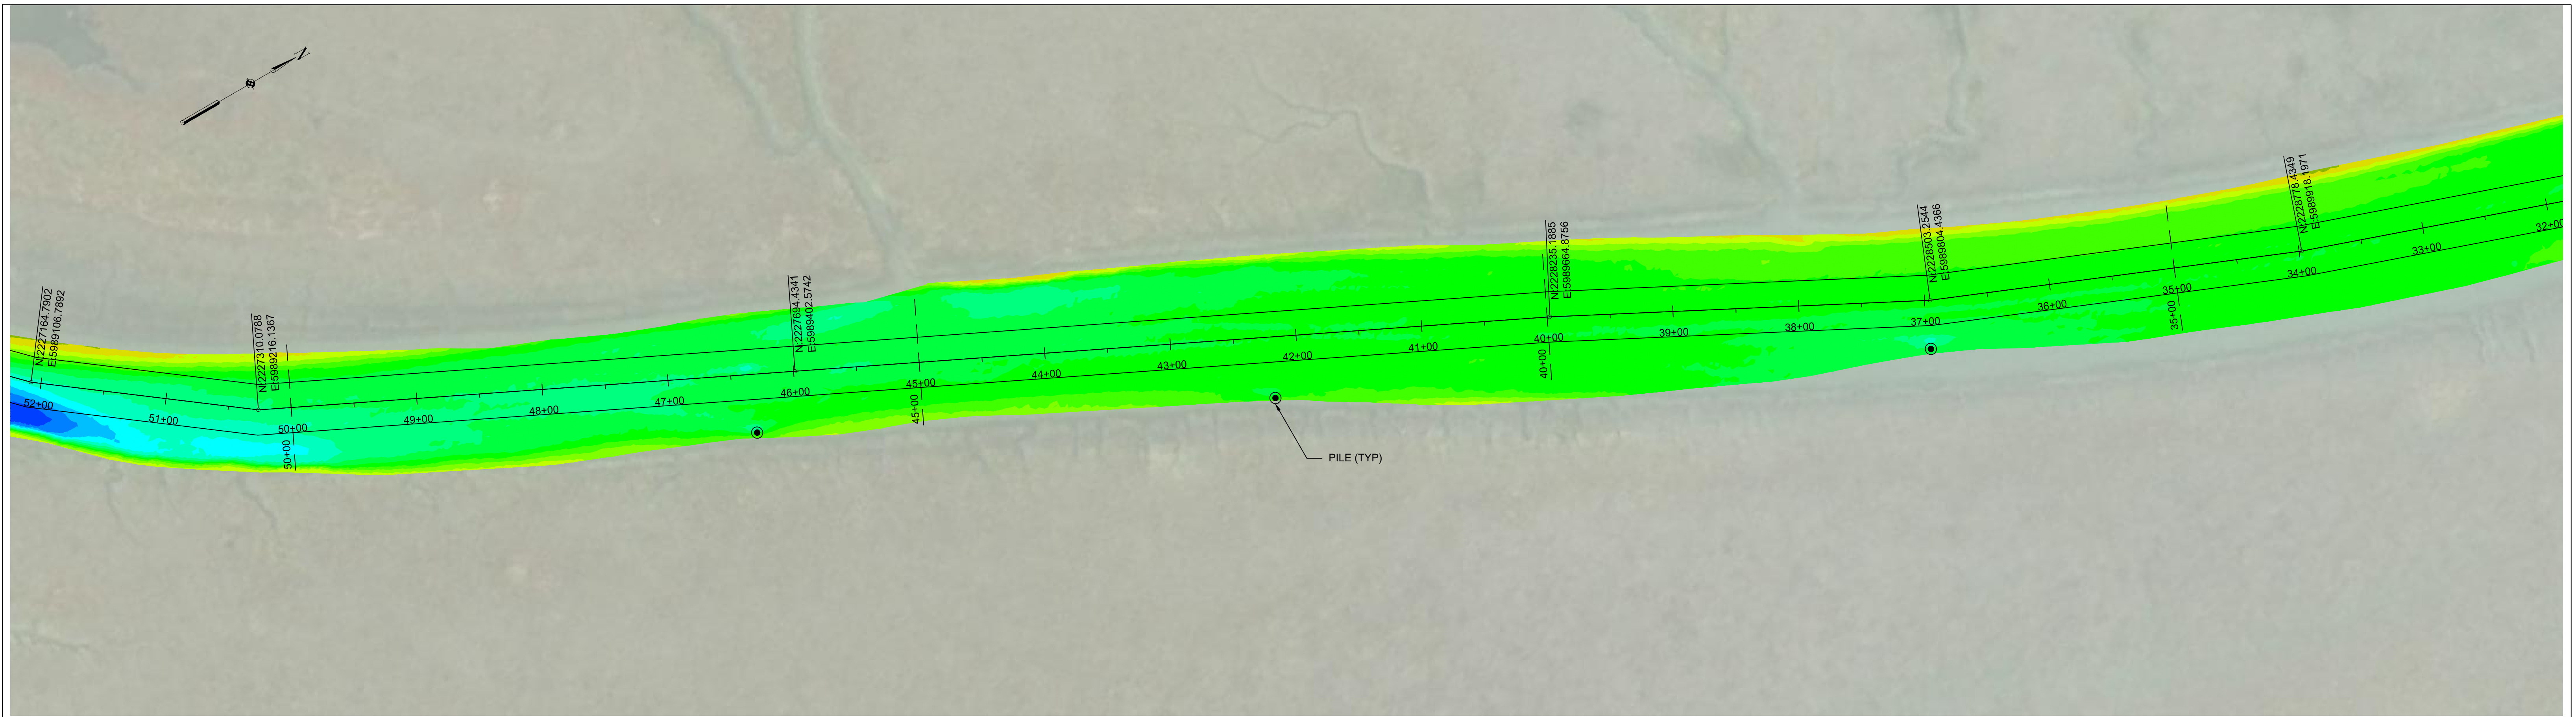 N
N:2227164.7902
E:5989106.7892
N:2227310.0788
E:5989216.1367
N:2227694.4341
E:5989402.5742
N:2228235.1885
E:5989664.8756
N:2228503.2544
E:5989804.4366
N:2228778.4349
E:5989918.1971
52+00
51+00
50+00
50+00
49+00
48+00
47+00
46+00
45+00
45+00
44+00
43+00
42+00
41+00
40+00
40+00
39+00
38+00
37+00
36+00
35+00
35+00
34+00
33+00
32+00
PILE (TYP)